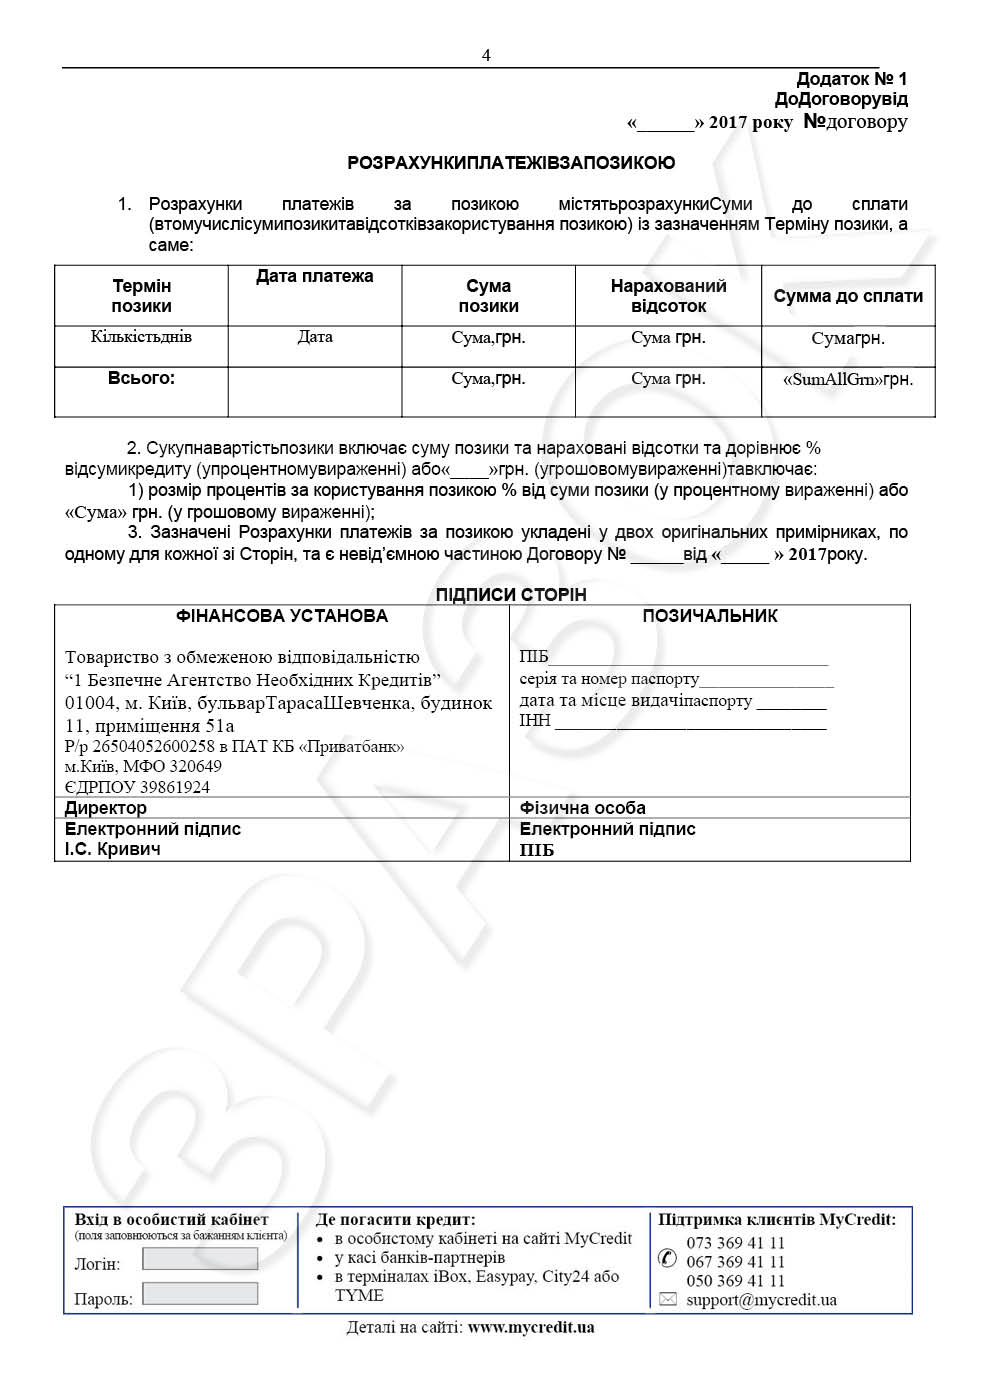 4
Додаток № 1
ДоДоговорувід
«______» 2017 року №договору
РОЗРАХУНКИПЛАТЕЖІВЗАПОЗИКОЮ
1. Розрахунки платежів за позикою містятьрозрахункиСуми до сплати
(втомучислісумипозикитавідсотківзакористування позикою) із зазначенням Терміну позики, а
саме:
Термін позики Дата платежа Сума позики Нарахований відсоток Сумма до сплати
Кількістьднів Дата Сума,грн. Сума грн. Сумагрн.
Всього: Сума,грн. Сума грн. «SumAllGrn»грн.
2. Сукупнавартістьпозики включає суму позики та нараховані відсотки та дорівнює %
відсумикредиту (упроцентномувираженні) або«____»грн. (угрошовомувираженні)тавключає:
1) розмір процентів за користування позикою % від суми позики (у процентному вираженні) або
«Сума» грн. (у грошовому вираженні);
3. Зазначені Розрахунки платежів за позикою укладені у двох оригінальних примірниках, по
одному для кожної зі Сторін, та є невід’ємною частиною Договору № ______від «_____ » 2017року.
ПІДПИСИ СТОРІН
ФІНАНСОВА УСТАНОВА
Товариство з обмеженою відповідальністю
“1 Безпечне Агентство Необхідних Кредитів”
01004, м. Київ, бульварТарасаШевченка, будинок
11, приміщення 51а
Р/р 26504052600258 в ПАТ КБ «Приватбанк»
м.Київ, МФО 320649
ЄДРПОУ 39861924
Директор
Електронний підпис
І.С. Кривич
ПОЗИЧАЛЬНИК
ПІБ________________________________
серія та номер паспорту________________
дата та місце видачіпаспорту ________
ІНН _______________________________
Фізична особа
Електронний підпис
ПІБ
ЗРАЗОК
Вхід в особистий кабінет
(поля заповнюються за бажанням клієнта)
Логін:
Пароль:
Де погасити кредит:
• в особистому кабінеті на сайті MyCredit
• у касі банків-партнерів
• в терміналах iBox, Easypay, City24 або
TYME
Підтримка клиєнтів MyCredit:
073 369 41 11
067 369 41 11
050 369 41 11
support@mycredit.ua
Деталі на сайті: www.mycredit.ua